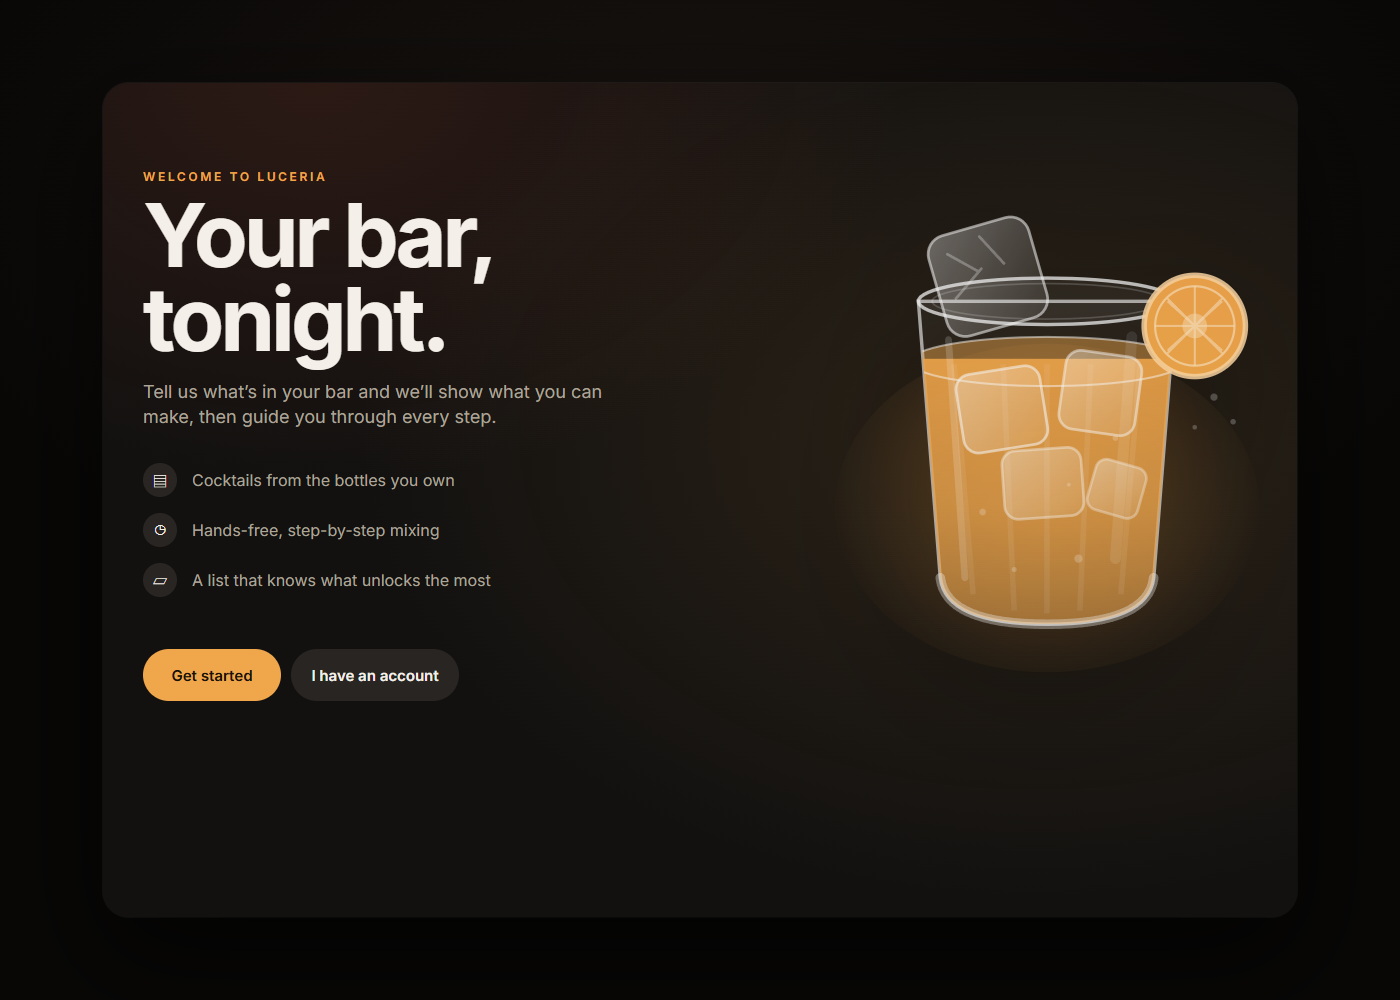 WELCOME TO LUCERIA
Your bar,
tonight.
Tell us what’s in your bar and we’ll show what you can
make, then guide you through every step.
Cocktails from the bottles you own
Hands-free, step-by-step mixing
A list that knows what unlocks the most
Get started
I have an account